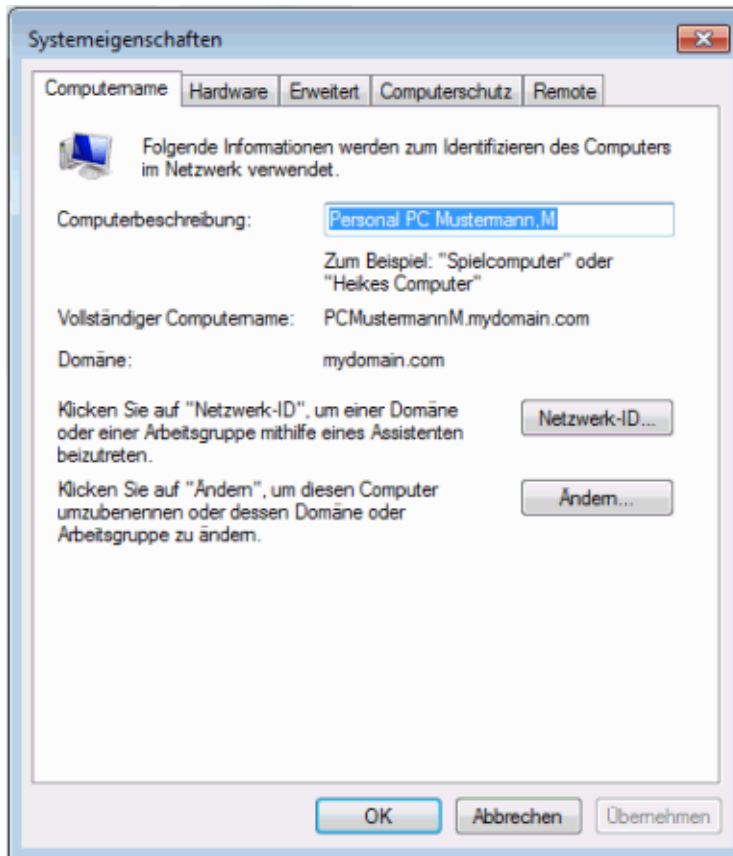 Systemeigenschaften
Computername Hardware Erweitert Computerschutz Remote
Folgende Informationen werden zum Identifizieren des Computers
im Netzwerk verwendet.
Computerbeschreibung: Personal PC Mustermann,M
Zum Beispiel: "Spielcomputer" oder
"Heikes Computer"
Vollständiger Computername: PCMustermannM.mydomain.com
Domäne: mydomain.com
Klicken Sie auf "Netzwerk-ID", um einer Domäne
oder einer Arbeitsgruppe mithilfe eines Assistenten
beizutreten.
Netzwerk-ID...
Klicken Sie auf "Ändern", um diesen Computer
umzubenennen oder dessen Domäne oder
Arbeitsgruppe zu ändern.
Ändern...
OK Abbrechen Übernehmen